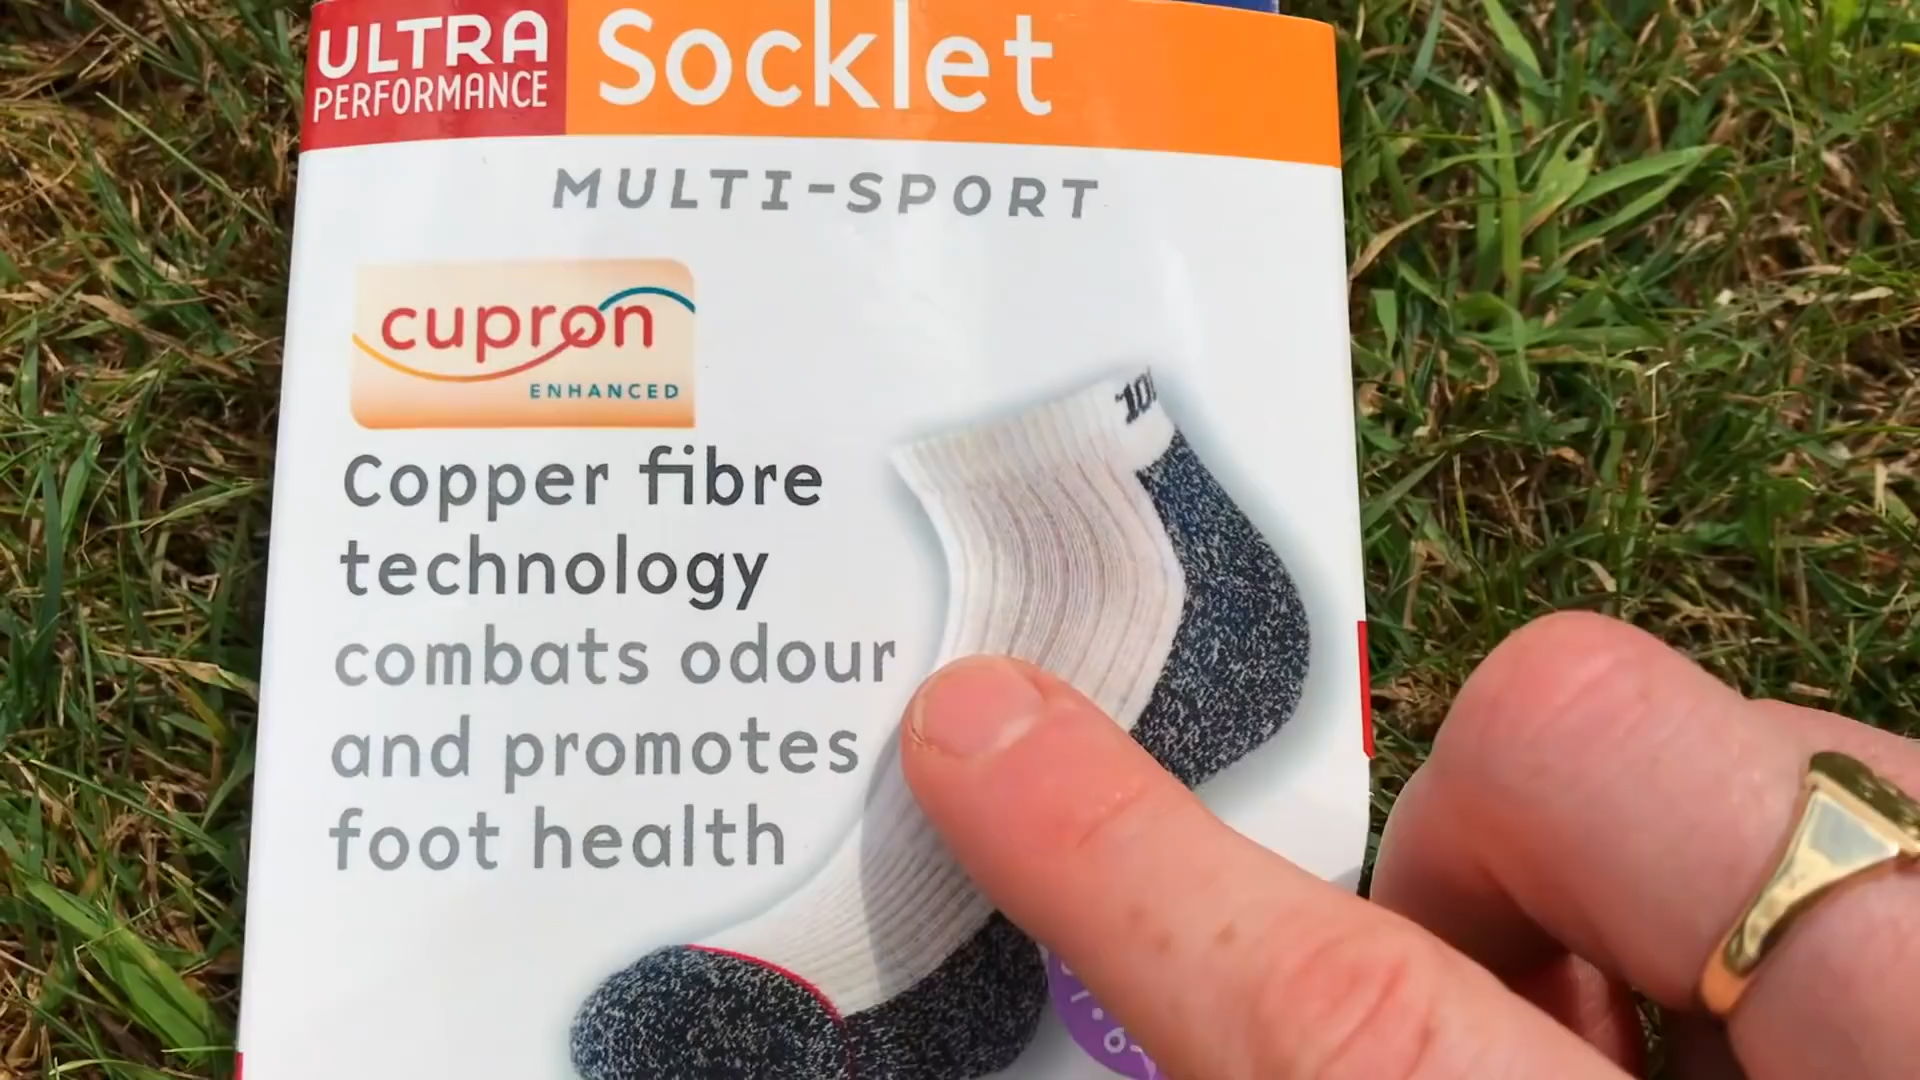 ULTRA
PERFORMANCE
Socklet
MULTI-SPORT
cupron
ENHANCED
Copper fibre
technology
combats odour
and promotes
foot health